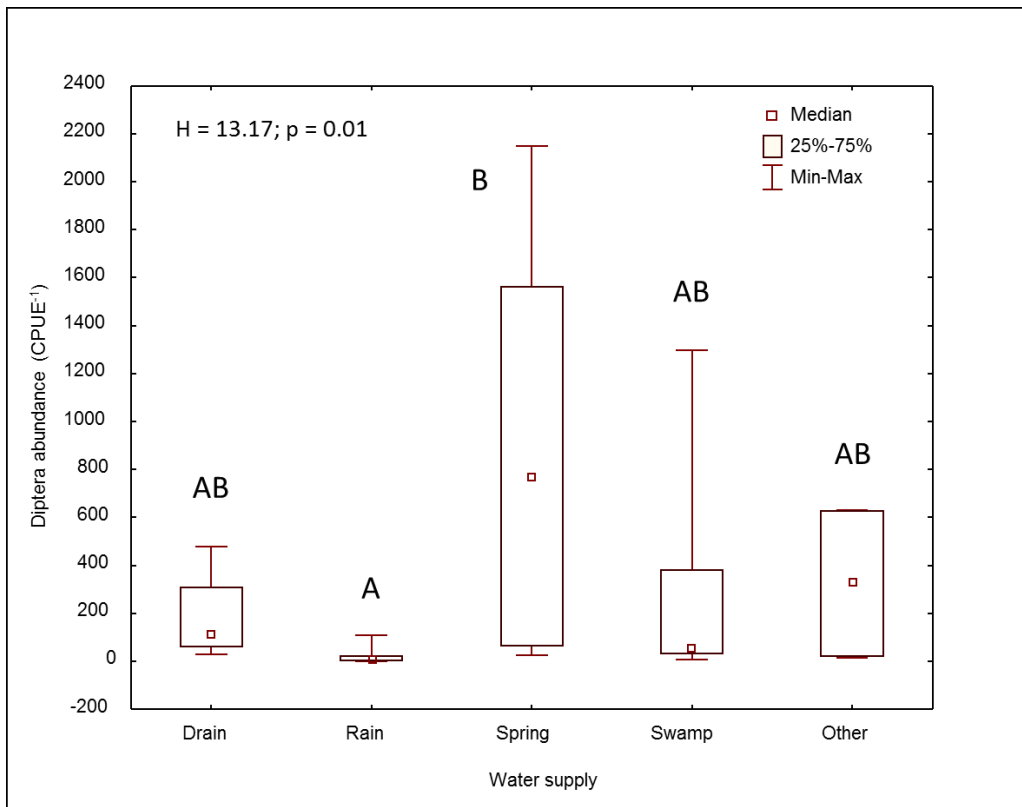 2400
2200
2000
1800
1600
1400
1200
1000
800
600
400
200
0
-200
Diptera abundance (CPUE⁻¹)
H = 13.17; p = 0.01
Median
25%-75%
Min-Max
AB
A
B
AB
AB
Drain Rain Spring Swamp Other
Water supply